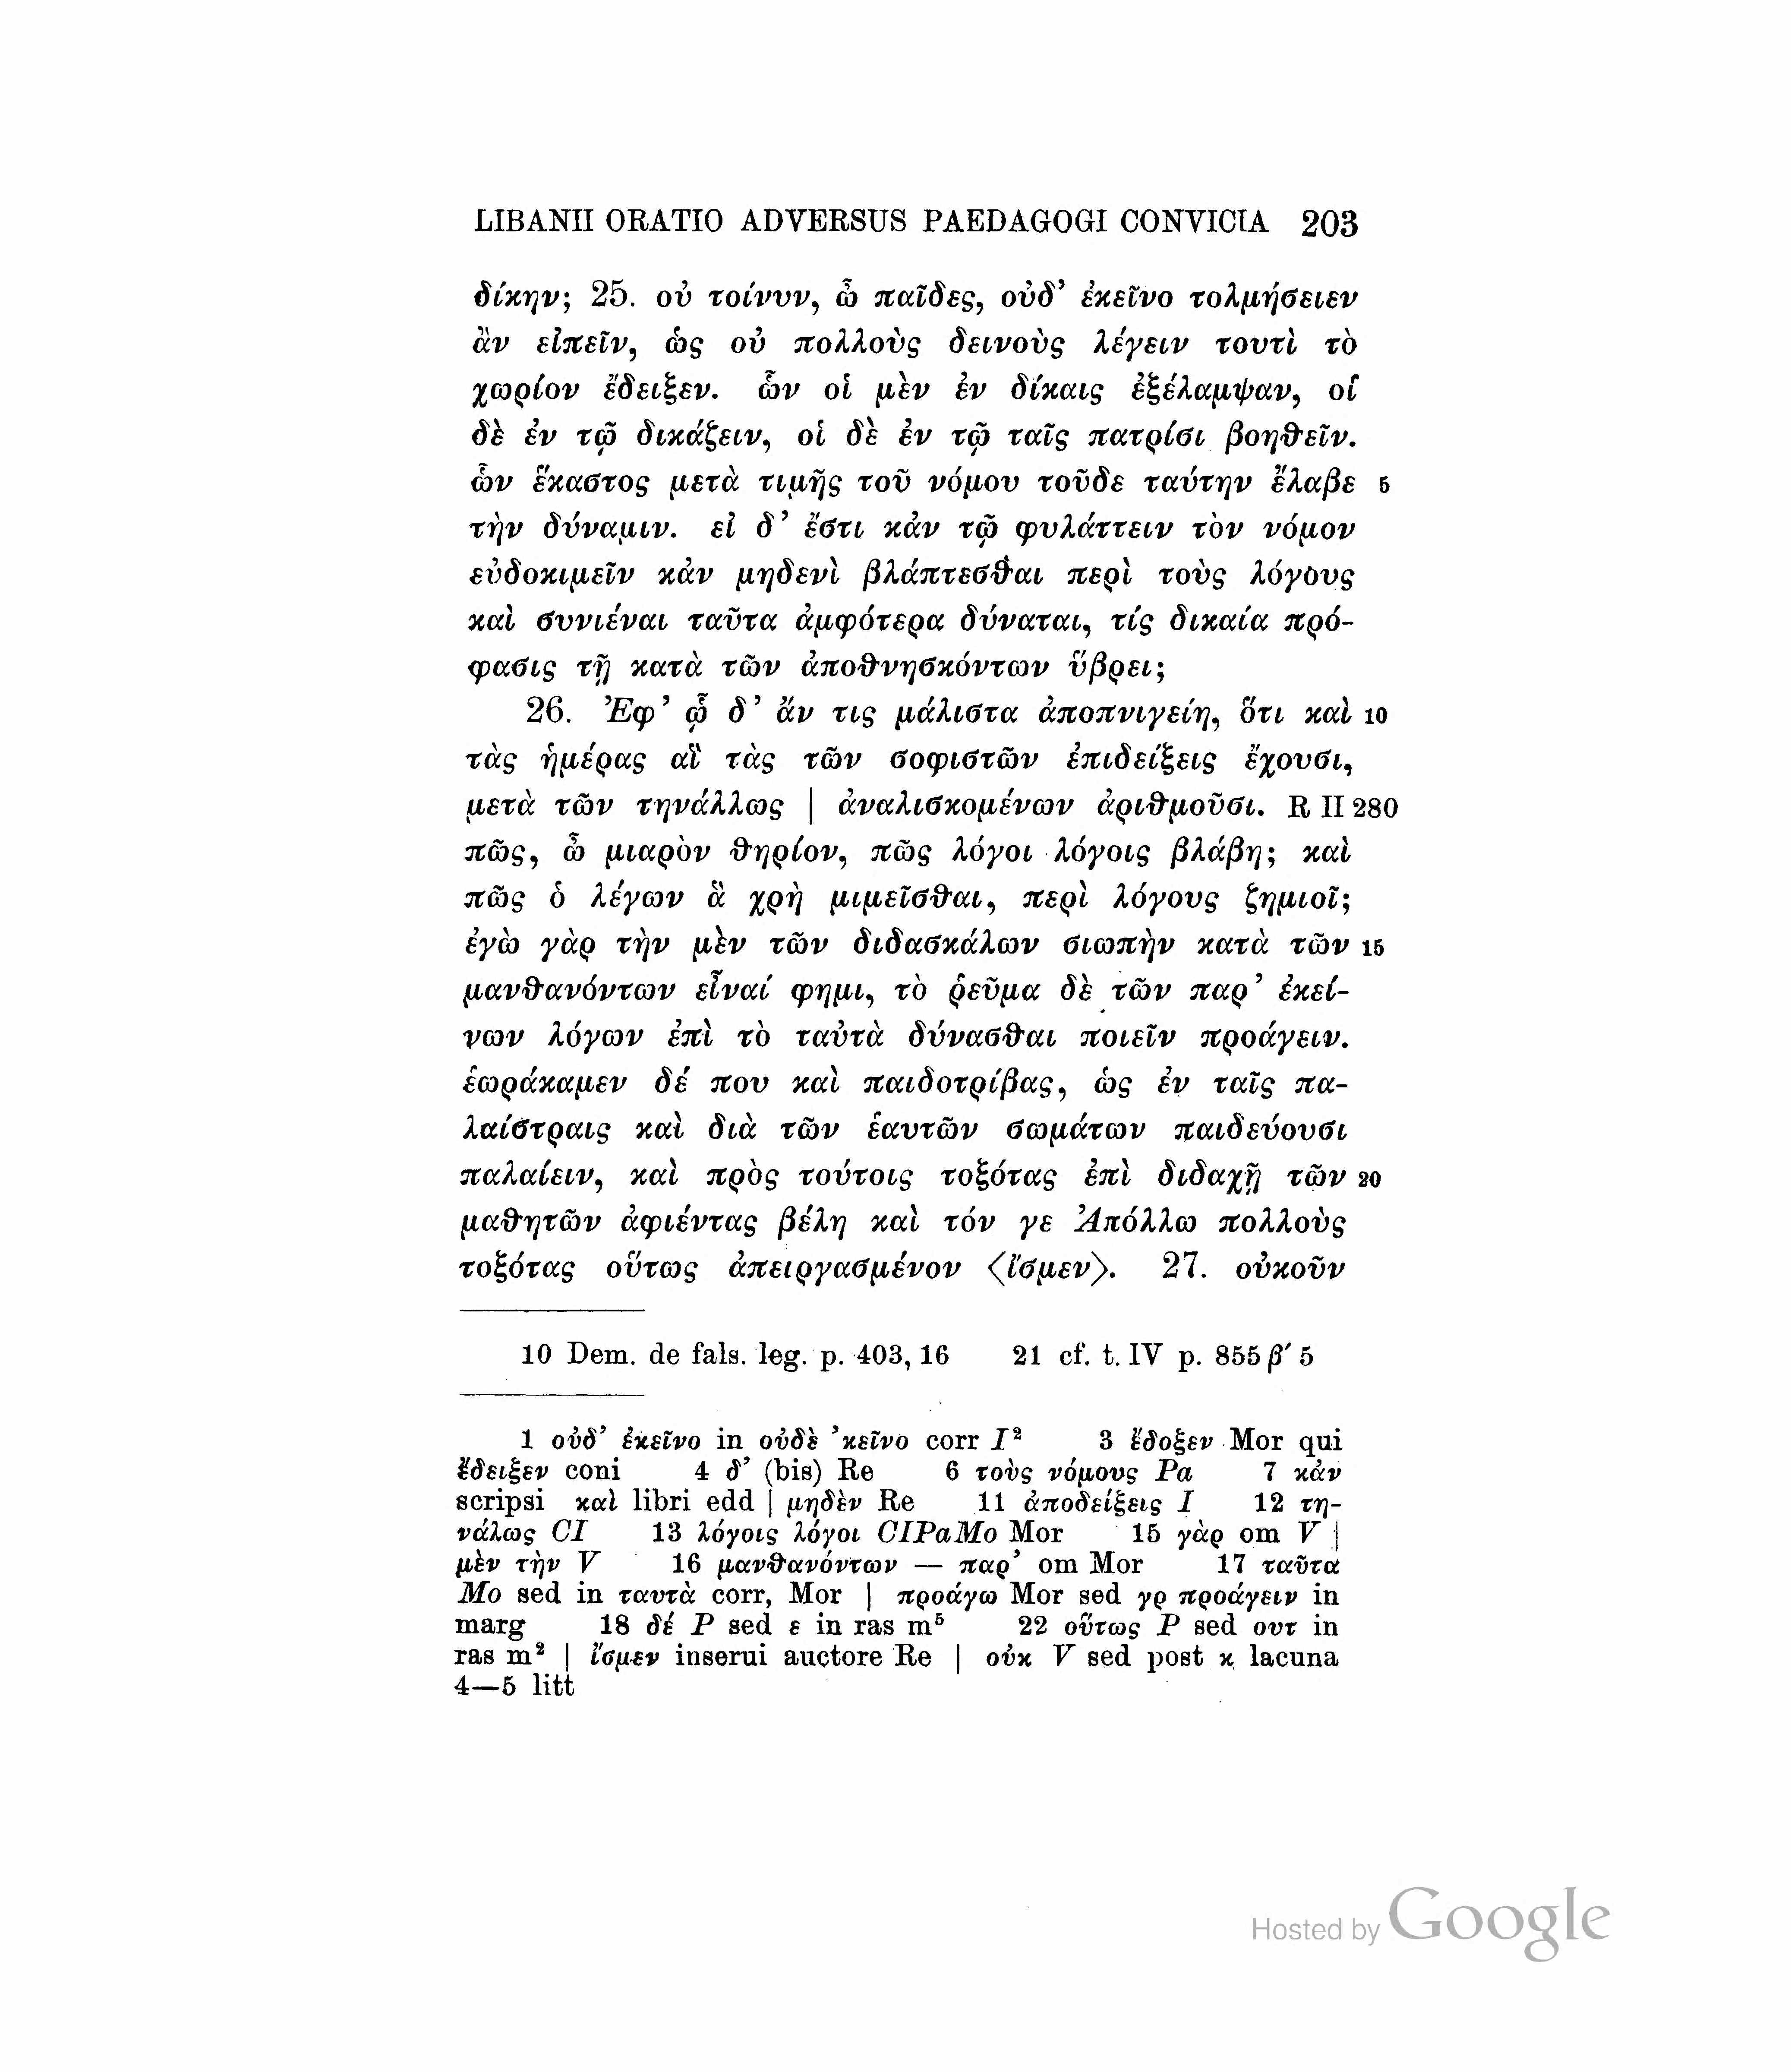 LIBANII ORATIO ADVERSUS PAEDAGOGI CONVICIA 203
δίκην; 25. οὐ τοίνυν, ὦ παῖδες, οὐδ’ ἐκεῖνο τολμήσειεν
ἂν εἰπεῖν, ὡς οὐ πολλοὺς δεινοὺς λέγειν τουτὶ τὸ
χωρίον ἔδειξεν. ὧν οἱ μὲν ἐν δίκαις ἐξέλαμψαν, οἱ
δὲ ἐν τῷ δικάζειν, οἱ δὲ ἐν τῷ ταῖς πατρίσι βοηθεῖν.
ὧν ἕκαστος μετὰ τιμῆς τοῦ νόμου τοῦδε ταύτην ἔλαβε 5
τὴν δύναμιν. εἰ δ’ ἔστι κἀν τῷ φυλάττειν τὸν νόμον
εὐδοκιμεῖν κἀν μηδενὶ βλάπτεσθαι περὶ τοὺς λόγους
καὶ συνιέναι ταῦτα ἀμφότερα δύναται, τίς δικαία πρό-
φασις τῇ κατὰ τῶν ἀποθνησκόντων ὕβρει;
26. Ἐφ’ ᾧ δ’ ἄν τις μάλιστα ἀποπνιγείη, ὅτι καὶ 10
τὰς ἡμέρας αἳ τὰς τῶν σοφιστῶν ἐπιδείξεις ἔχουσι,
μετὰ τῶν τηνάλλως | ἀναλισκομένων ἀριθμοῦσι. R II 280
πῶς, ὦ μιαρὸν θηρίον, πῶς λόγοι λόγοις βλάβη; καὶ
πῶς ὁ λέγων ἃ χρὴ μιμεῖσθαι, περὶ λόγους ζημιοῖ;
ἐγὼ γὰρ τὴν μὲν τῶν διδασκάλων σιωπὴν κατὰ τῶν 15
μανθανόντων εἶναί φημι, τὸ ῥεῦμα δὲ τῶν παρ’ ἐκεί-
νων λόγων ἐπὶ τὸ ταὐτὰ δύνασθαι ποιεῖν προάγειν.
ἑωράκαμεν δέ που καὶ παιδοτρίβας, ὡς ἐν ταῖς πα-
λαίστραις καὶ διὰ τῶν ἑαυτῶν σωμάτων παιδεύουσι
παλαίειν, καὶ πρὸς τούτοις τοξότας ἐπὶ διδαχῇ τῶν 20
μαθητῶν ἀφιέντας βέλη καὶ τόν γε Ἀπόλλω πολλοὺς
τοξότας οὕτως ἀπειργασμένον ⟨ἴσμεν⟩. 27. οὐκοῦν
10 Dem. de fals. leg. p. 403, 16 21 cf. t. IV p. 855 β′ 5
1 οὐδ’ ἐκεῖνο in οὐδὲ ’κεῖνο corr I² 3 ἔδοξεν Mor qui
ἔδειξεν coni 4 δ’ (bis) Re 6 τοὺς νόμους Pa 7 κἀν
scripsi καὶ libri edd | μηδὲν Re 11 ἀποδείξεις I 12 τη-
νάλως CI 13 λόγοις λόγοι CIPaMo Mor 15 γὰρ om V |
μὲν τὴν V 16 μανθανόντων — παρ’ om Mor 17 ταῦτα
Mo sed in ταυτὰ corr, Mor | προάγω Mor sed γρ προάγειν in
marg 18 δέ P sed ε in ras m⁵ 22 οὕτως P sed ουτ in
ras m² | ἴσμεν inserui auctore Re | οὐκ V sed post κ lacuna
4—5 litt
Hosted by Google